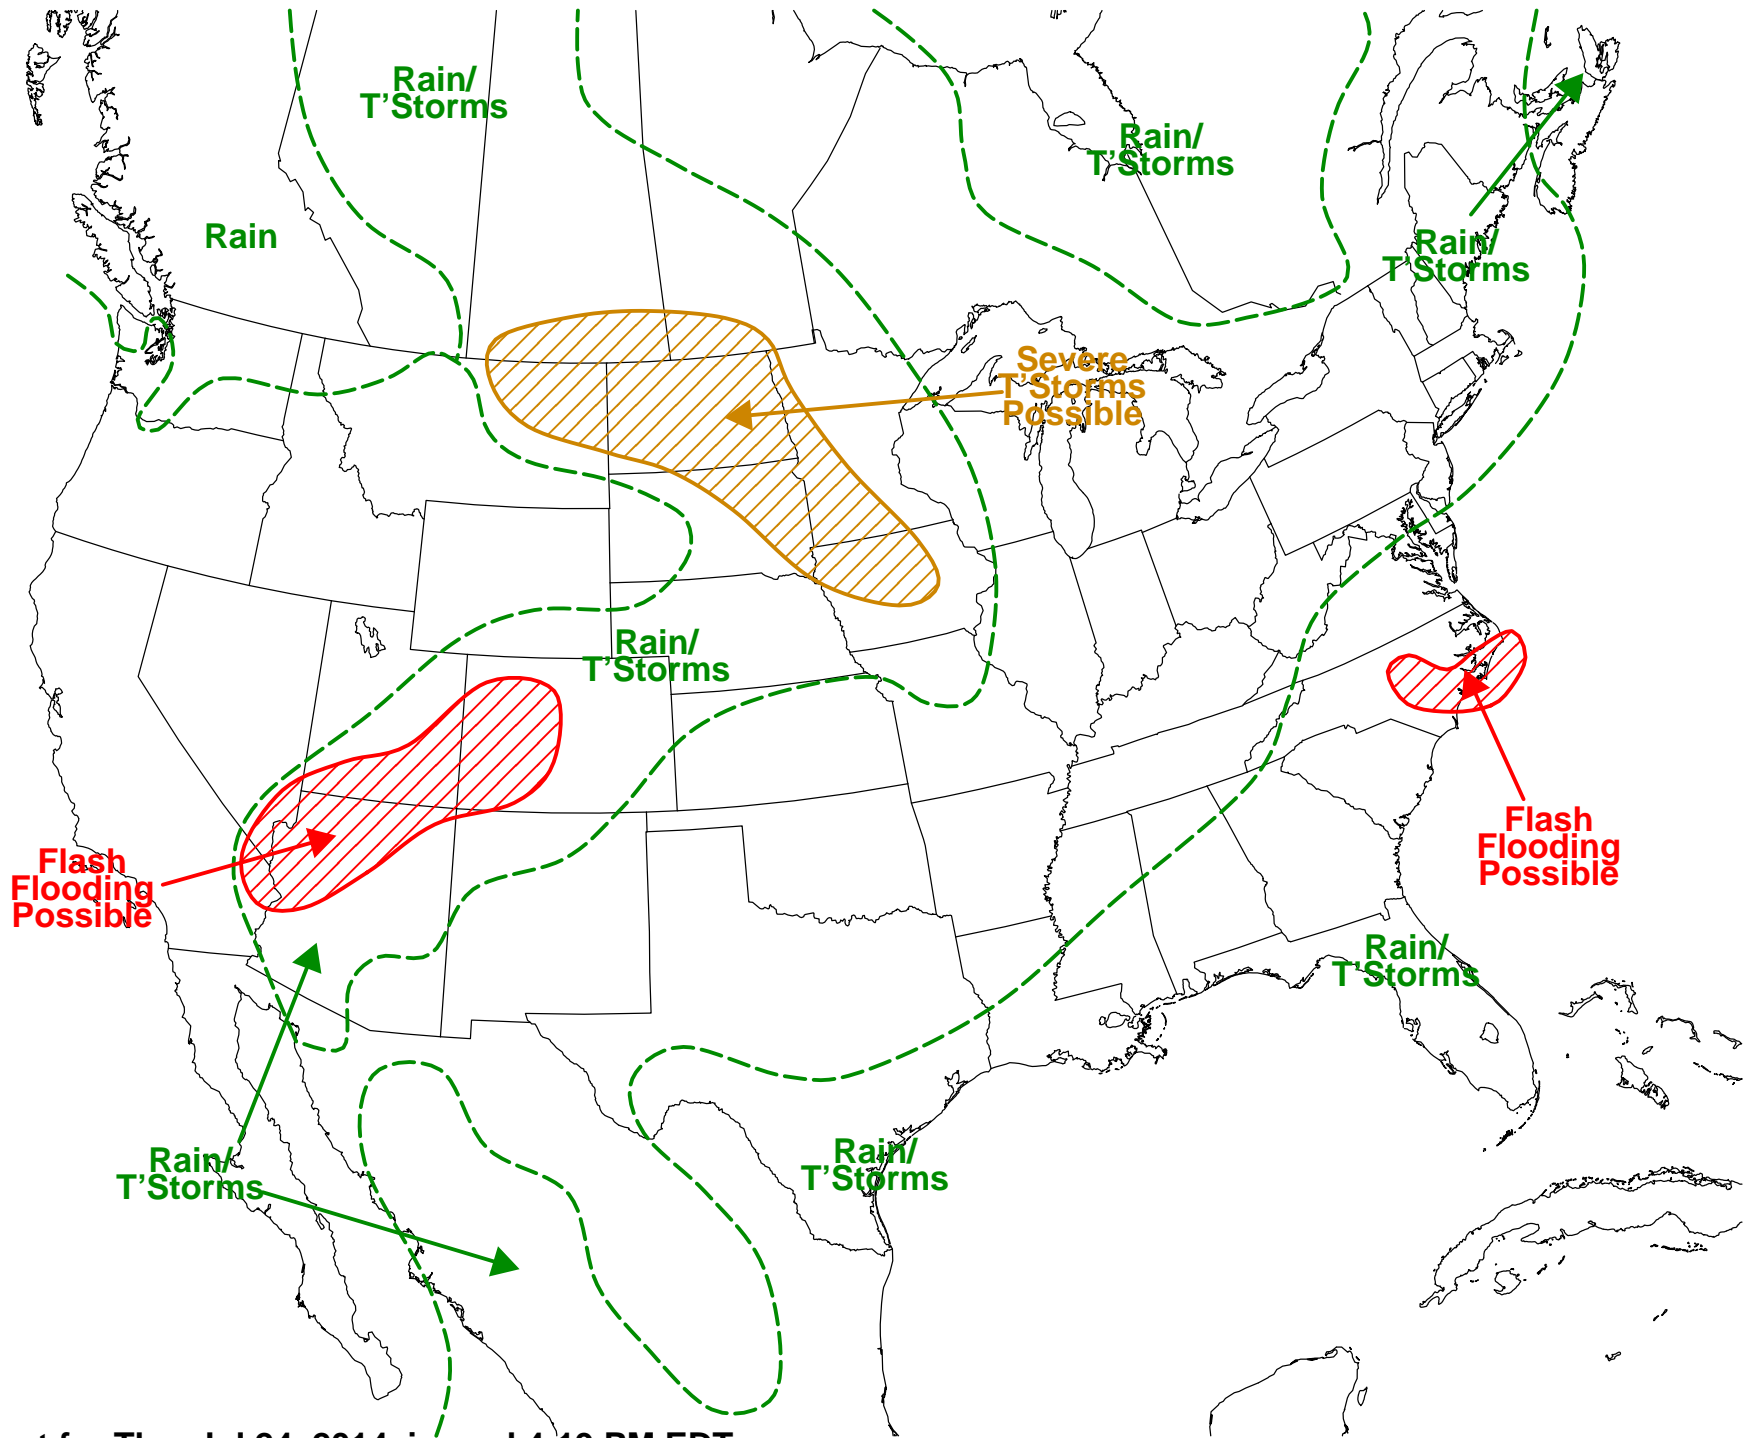 Rain/
T’Storms
Rain/
T’Storms
Rain
Rain/
T’Storms
Severe
T’Storms
Possible
Rain/
T’Storms
Flash
Flooding
Possible
Flash
Flooding
Possible
Rain/
T’Storms
Rain/
T’Storms
Rain/
T’Storms